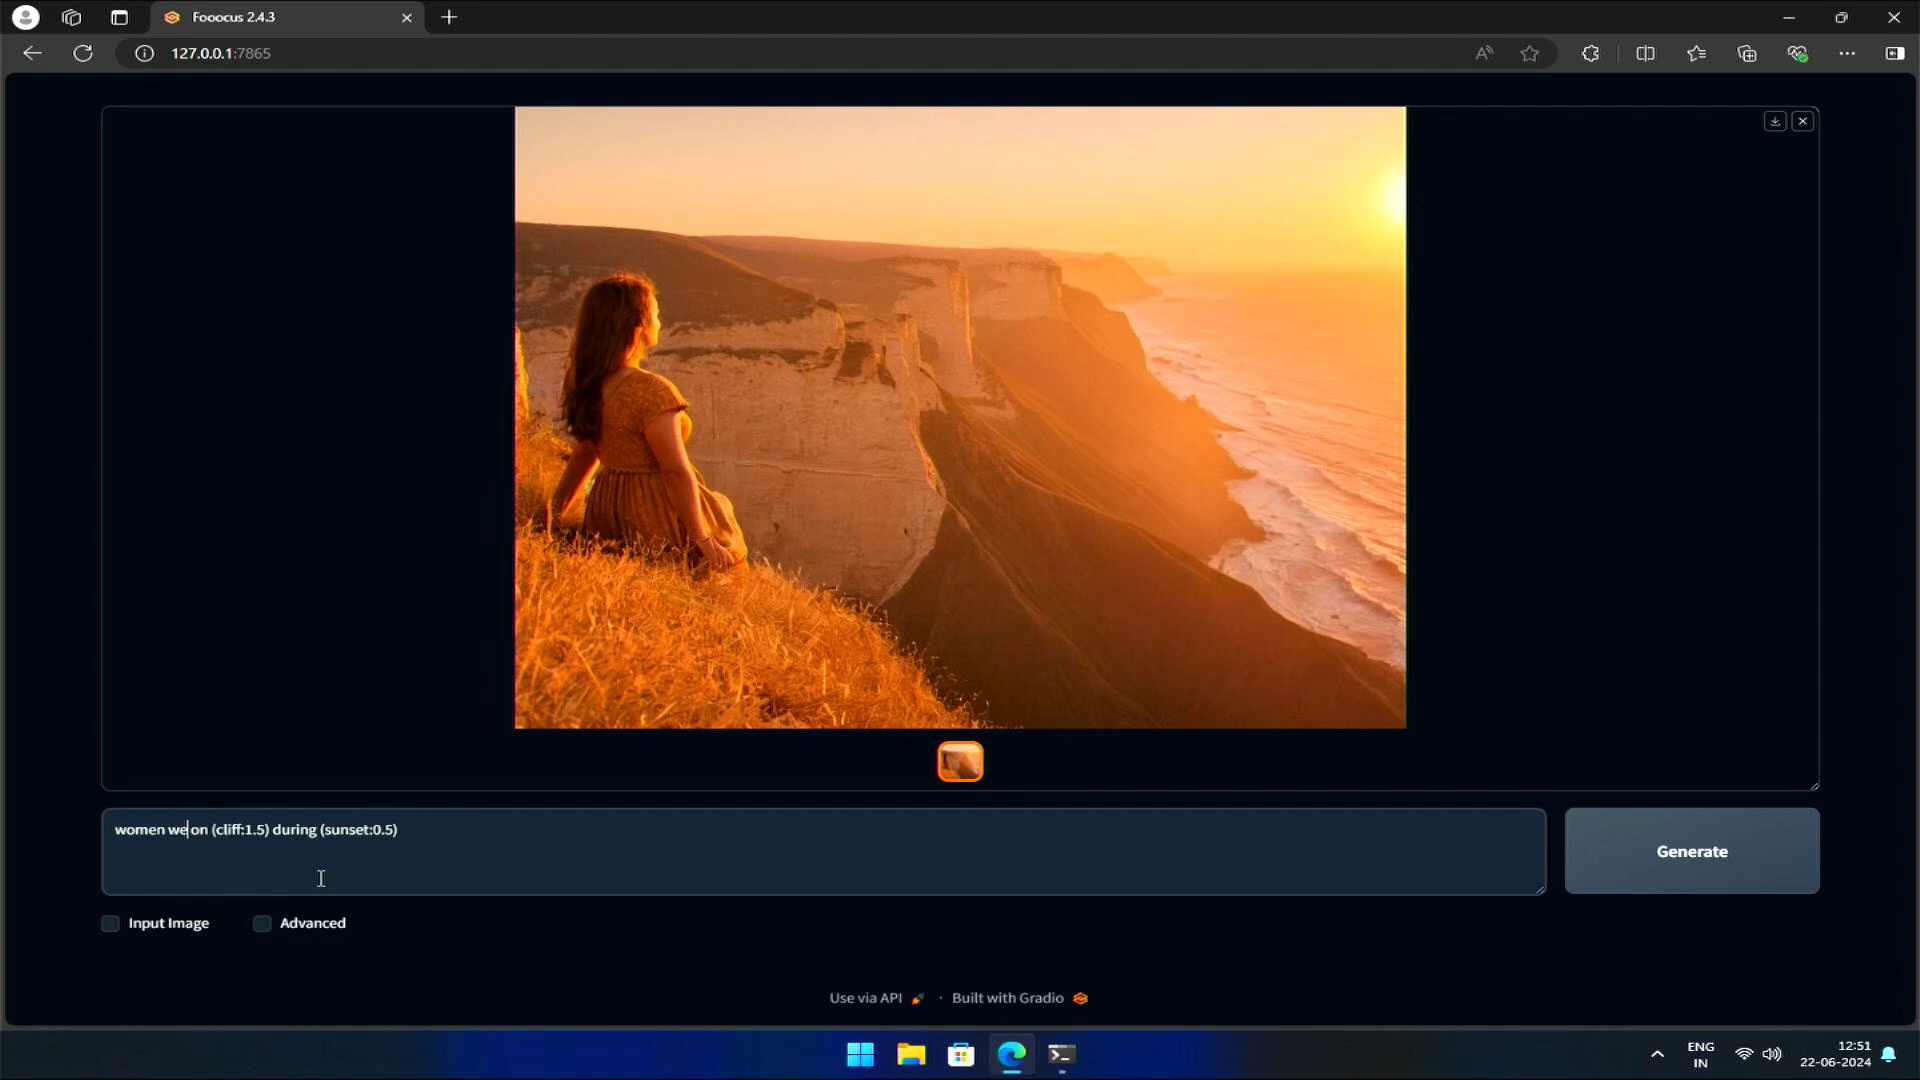 Fooocus 2.4.3
127.0.0.1:7865
women we on (cliff:1.5) during (sunset:0.5)
Generate
Input Image
Advanced
Use via API · Built with Gradio
ENG
IN
12:51
22-06-2024